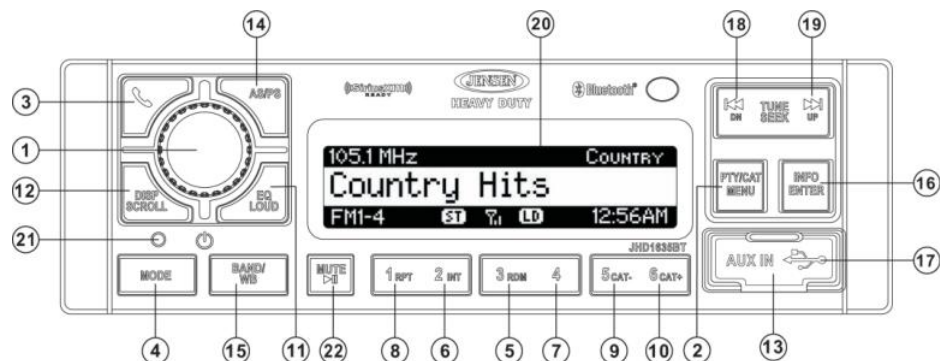 14 20 18 19
3 AS/PS ((SiriusXM)) READY JENSEN HEAVY DUTY Bluetooth® DN TUNE SEEK UP
1
105.1 MHz COUNTRY
Country Hits
FM1-4 ST LD 12:56AM
12 DISP SCROLL EQ LOUD PTY/CAT MENU INFO ENTER 16
21 JHD1635BT
MODE BAND/WB MUTE 1 RPT 2 INT 3 RDM 4 5 CAT- 6 CAT+ AUX IN 17
4 15 11 22 8 6 5 7 9 10 2 13